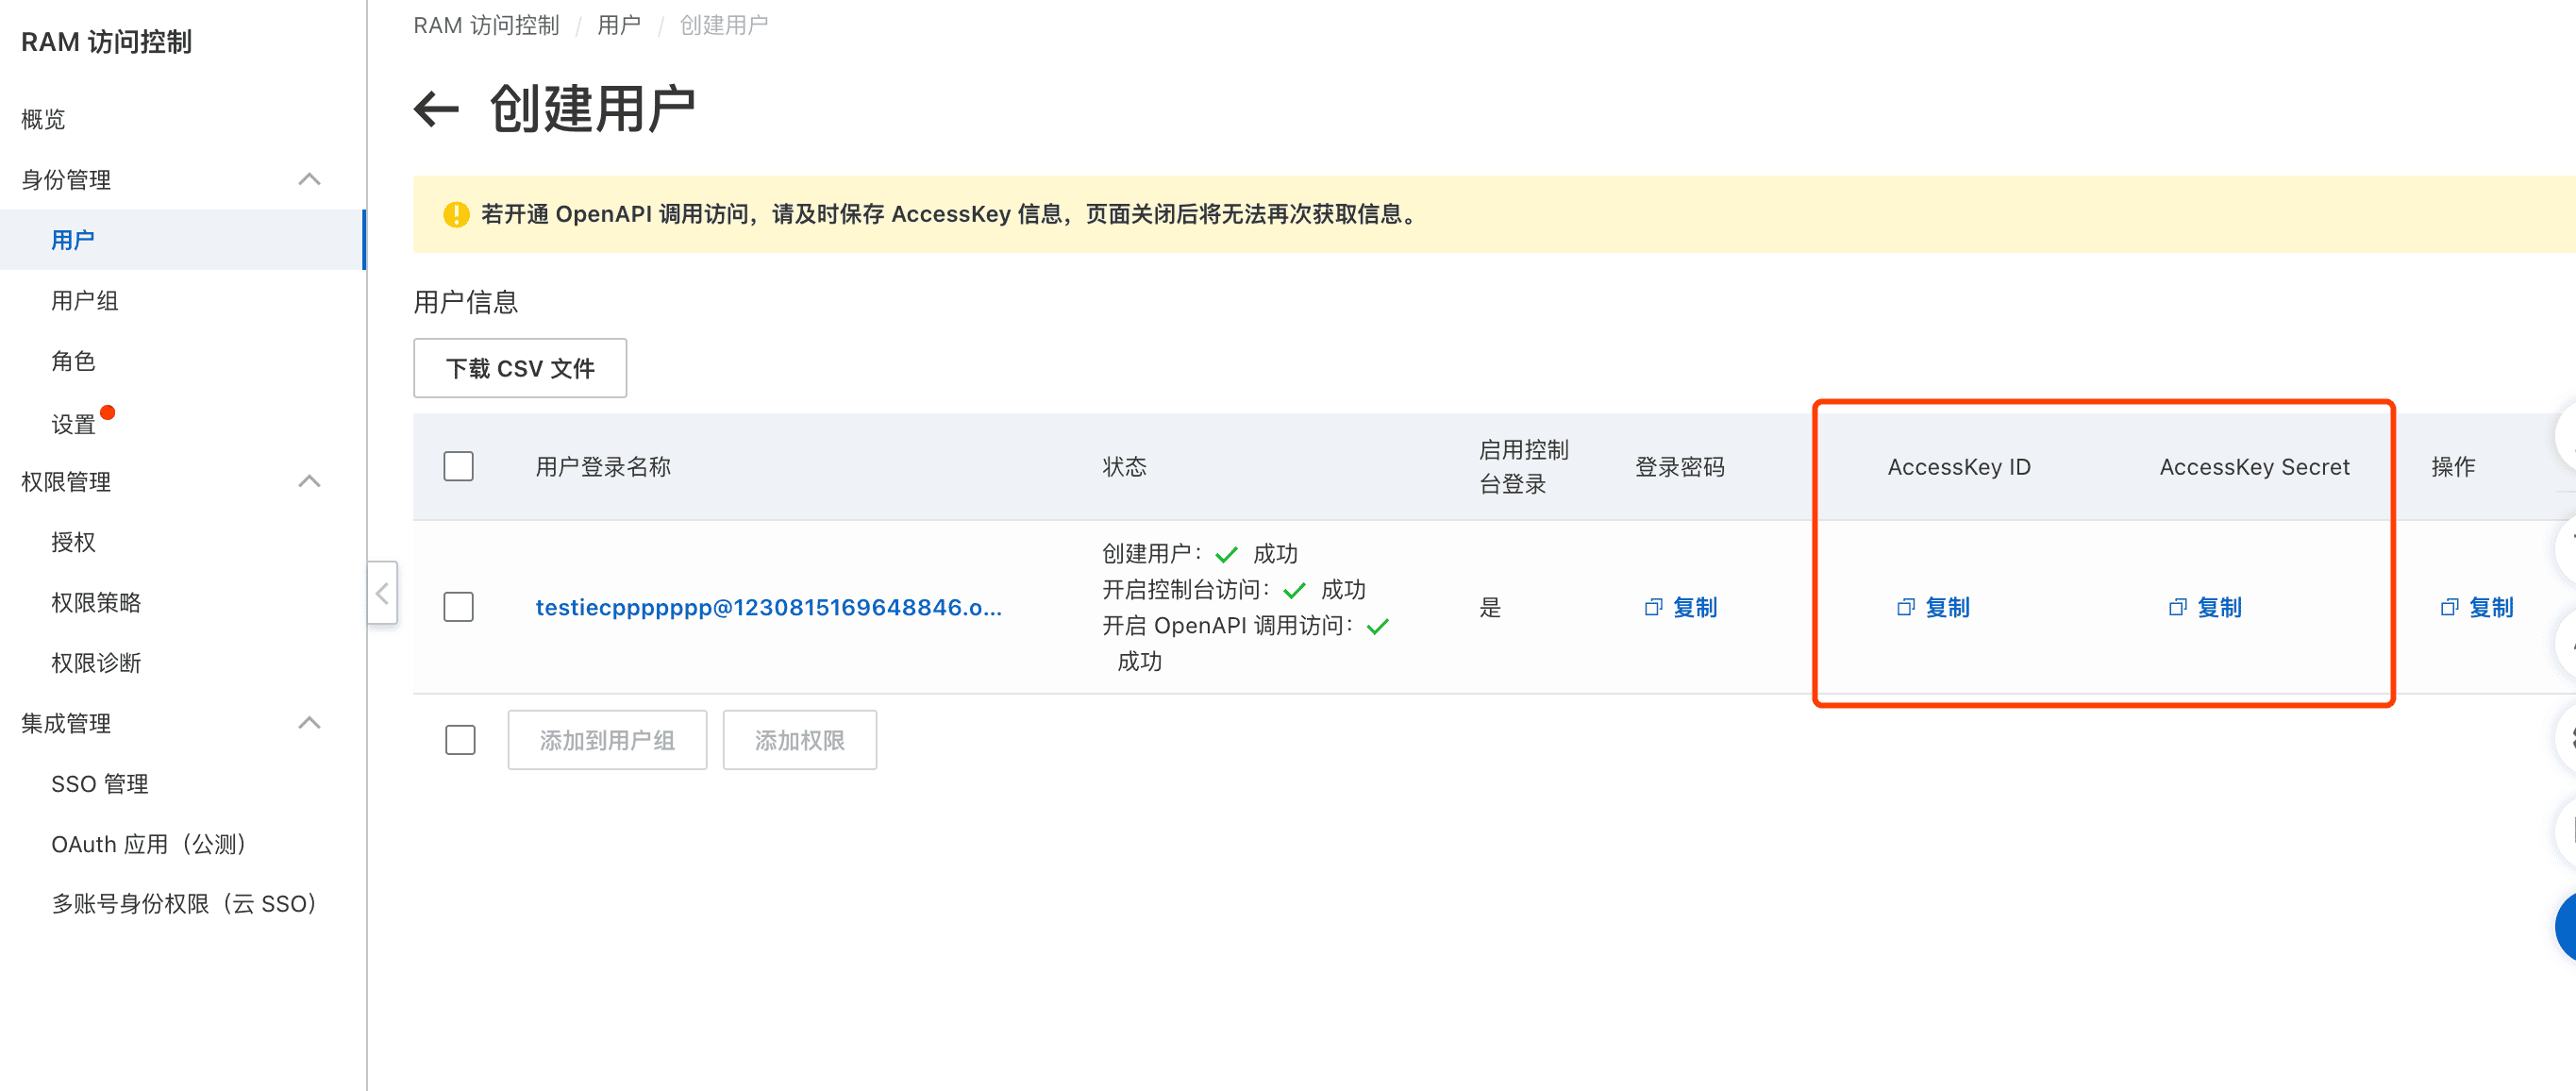 RAM 访问控制
概览
身份管理
用户
用户组
角色
设置
权限管理
授权
权限策略
权限诊断
集成管理
SSO 管理
OAuth 应用（公测）
多账号身份权限（云 SSO）
RAM 访问控制 / 用户 / 创建用户
创建用户
若开通 OpenAPI 调用访问，请及时保存 AccessKey 信息，页面关闭后将无法再次获取信息。
用户信息
下载 CSV 文件
用户登录名称
状态
启用控制
台登录
登录密码
AccessKey ID
AccessKey Secret
操作
testiecppppppp@1230815169648846.o...
创建用户： 成功
开启控制台访问： 成功
开启 OpenAPI 调用访问：
成功
是
复制
复制
复制
复制
添加到用户组
添加权限